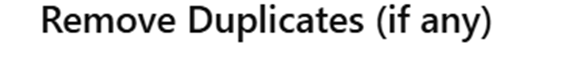 Remove Duplicates (if any)